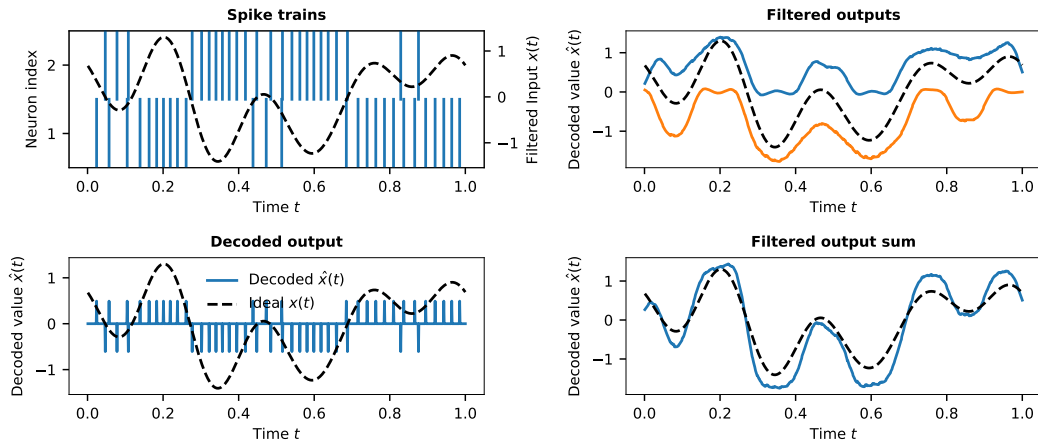 Spike trains
Neuron index
2
1
1
0
−1
Filtered Input x(t)
0.0 0.2 0.4 0.6 0.8 1.0
Time t
Filtered outputs
Decoded value x̂(t)
1
0
−1
0.0 0.2 0.4 0.6 0.8 1.0
Time t
Decoded output
Decoded value x̂(t)
1
0
−1
Decoded x̂(t)
Ideal x(t)
0.0 0.2 0.4 0.6 0.8 1.0
Time t
Filtered output sum
Decoded value x̂(t)
1
0
−1
0.0 0.2 0.4 0.6 0.8 1.0
Time t